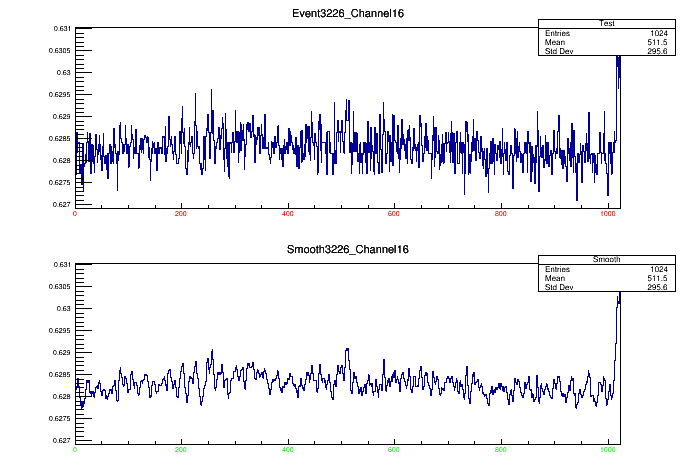 Event3226_Channel16
Test
Entries 1024
Mean 511.5
Std Dev 295.6
0.631
0.6305
0.63
0.6295
0.629
0.6285
0.628
0.6275
0.627
0 200 400 600 800 1000
Smooth3226_Channel16
Smooth
Entries 1024
Mean 511.5
Std Dev 295.6
0.631
0.6305
0.63
0.6295
0.629
0.6285
0.628
0.6275
0.627
0 200 400 600 800 1000